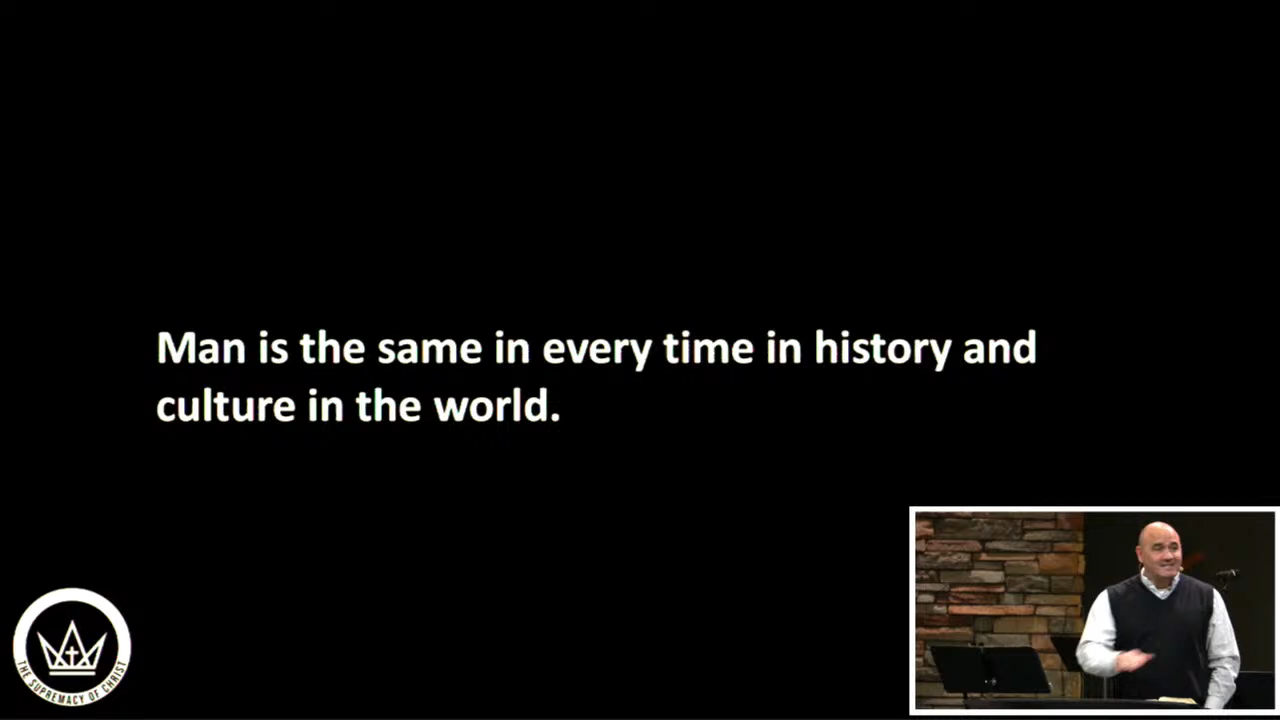 Man is the same in every time in history and
culture in the world.
THE SUPREMACY OF CHRIST